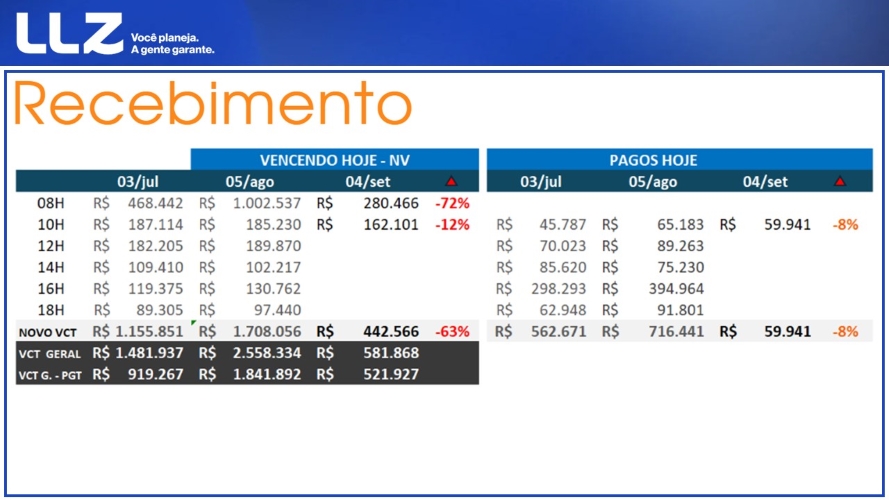 LLZ Você planeja.
A gente garante.
Recebimento
VENCENDO HOJE - NV PAGOS HOJE
03/jul 05/ago 04/set 03/jul 05/ago 04/set
08H R$ 468.442 R$ 1.002.537 R$ 280.466 -72%
10H R$ 187.114 R$ 185.230 R$ 162.101 -12% R$ 45.787 R$ 65.183 R$ 59.941 -8%
12H R$ 182.205 R$ 189.870 R$ 70.023 R$ 89.263
14H R$ 109.410 R$ 102.217 R$ 85.620 R$ 75.230
16H R$ 119.375 R$ 130.762 R$ 298.293 R$ 394.964
18H R$ 89.305 R$ 97.440 R$ 62.948 R$ 91.801
NOVO VCT R$ 1.155.851 R$ 1.708.056 R$ 442.566 -63% R$ 562.671 R$ 716.441 R$ 59.941 -8%
VCT GERAL R$ 1.481.937 R$ 2.558.334 R$ 581.868
VCT G. - PGT R$ 919.267 R$ 1.841.892 R$ 521.927